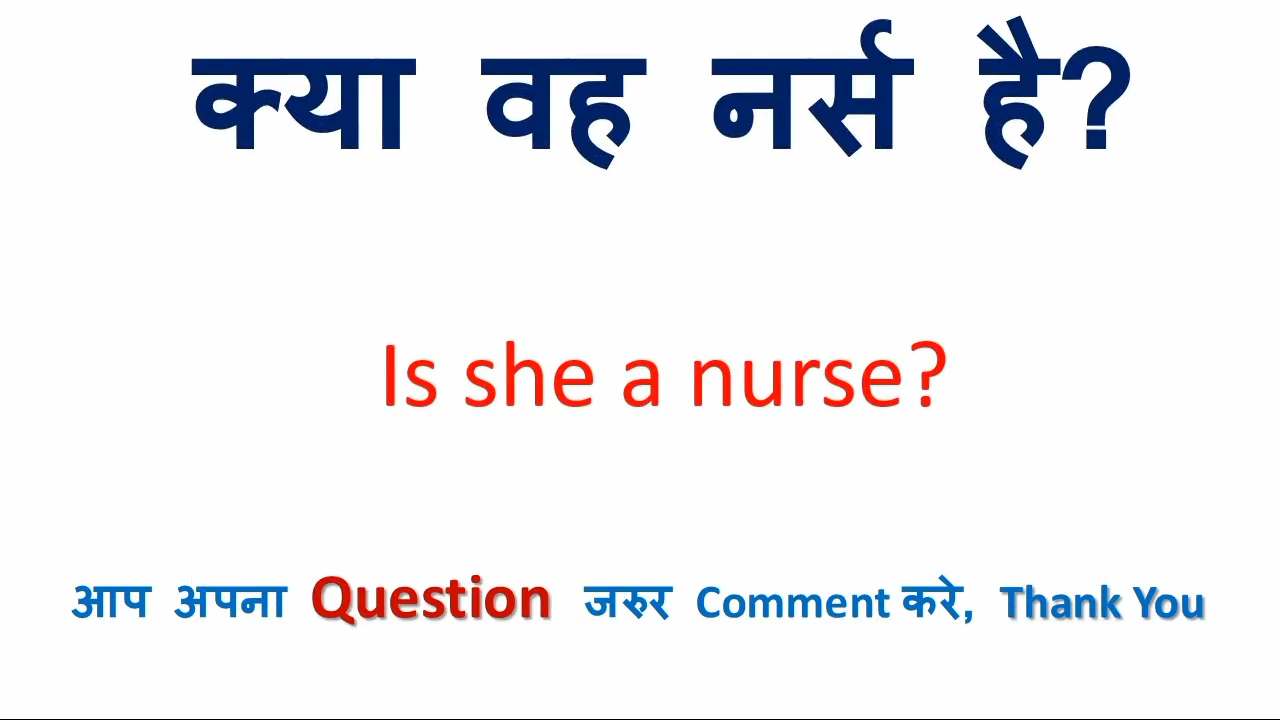 क्या वह नर्स है?
Is she a nurse?
आप अपना Question जरुर Comment करे, Thank You